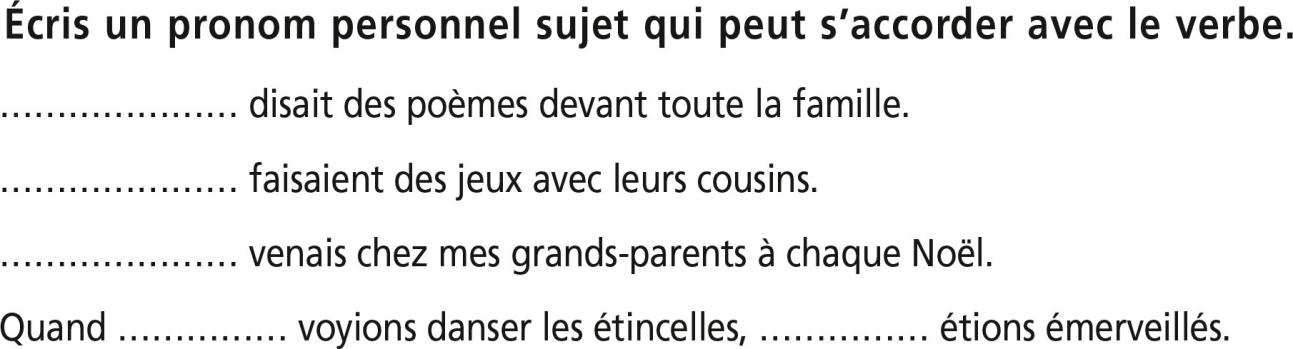 Écris un pronom personnel sujet qui peut s’accorder avec le verbe.
..................... disait des poèmes devant toute la famille.
..................... faisaient des jeux avec leurs cousins.
..................... venais chez mes grands-parents à chaque Noël.
Quand ............... voyions danser les étincelles, ............... étions émerveillés.